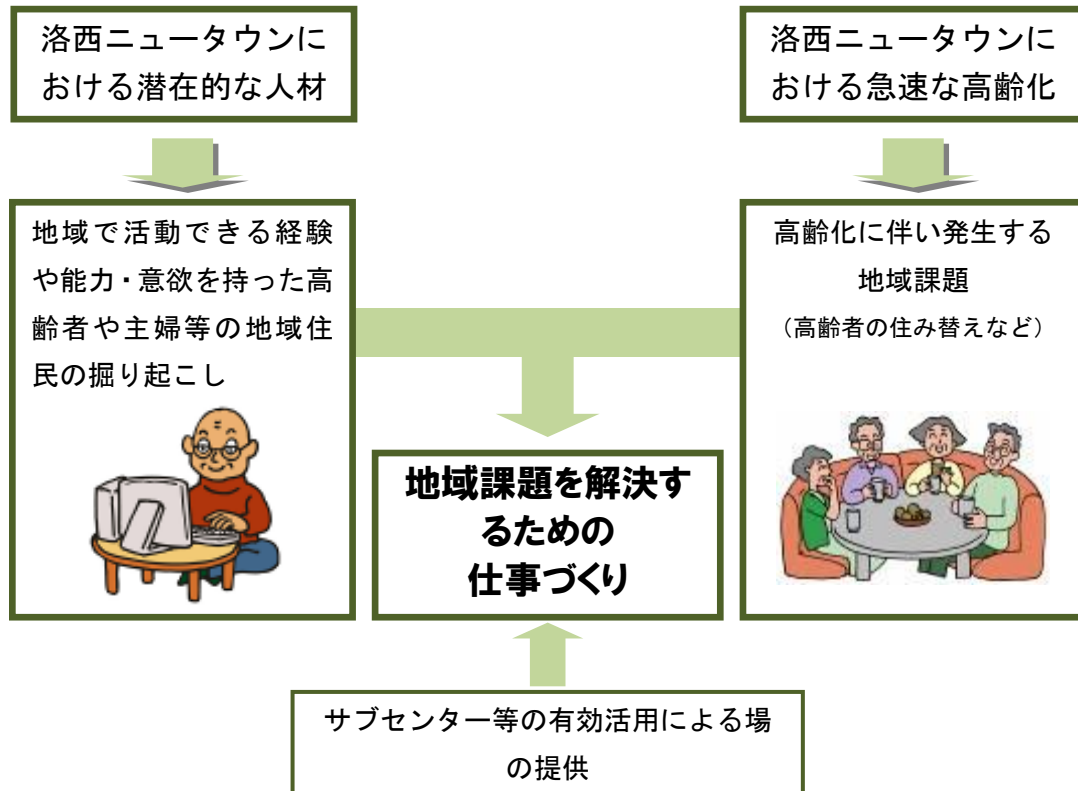 洛西ニュータウンに
おける潜在的な人材
洛西ニュータウンに
おける急速な高齢化
地域で活動できる経験
や能力・意欲を持った高
齢者や主婦等の地域住
民の掘り起こし
高齢化に伴い発生する
地域課題
（高齢者の住み替えなど）
地域課題を解決す
るための
仕事づくり
サブセンター等の有効活用による場
の提供